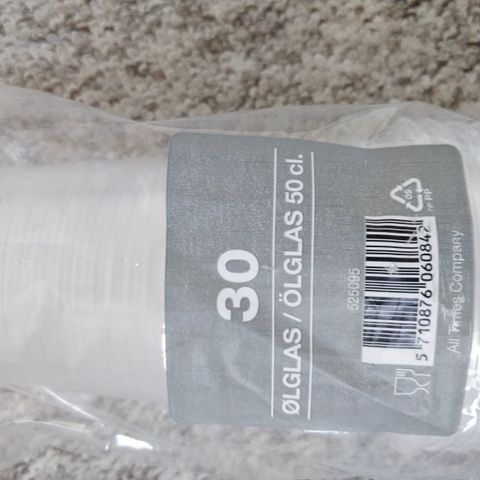 30
ØLGLAS / ÖLGLAS 50 cl.
525095
5 710876 060842
All Times Company
05
PP